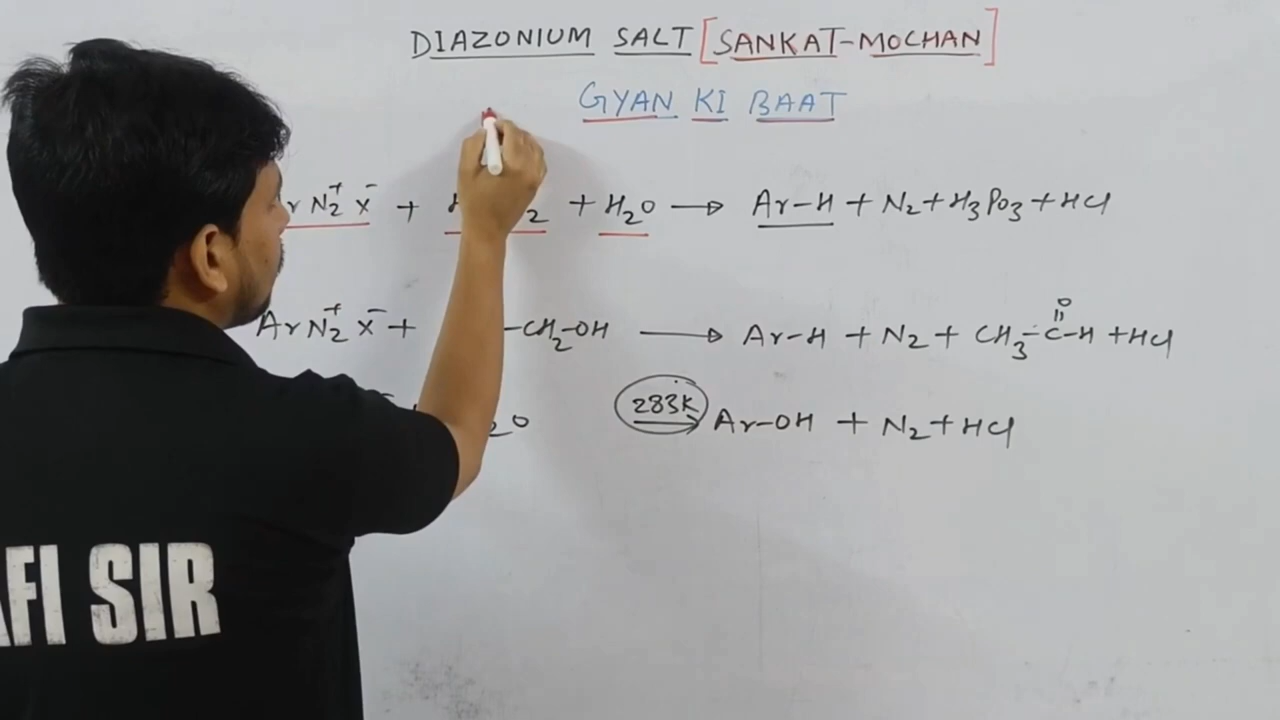 DIAZONIUM SALT [SANKAT-MOCHAN]
GYAN KI BAAT
N₂⁺ X⁻ + + H₂O → Ar-H + N₂ + H₃Po₃ + HCl
ArN₂⁺ X⁻ + -CH₂-OH → Ar-H + N₂ + CH₃-C-H + HCl
O
283K
Ar-OH + N₂ + HCl
AFI SIR